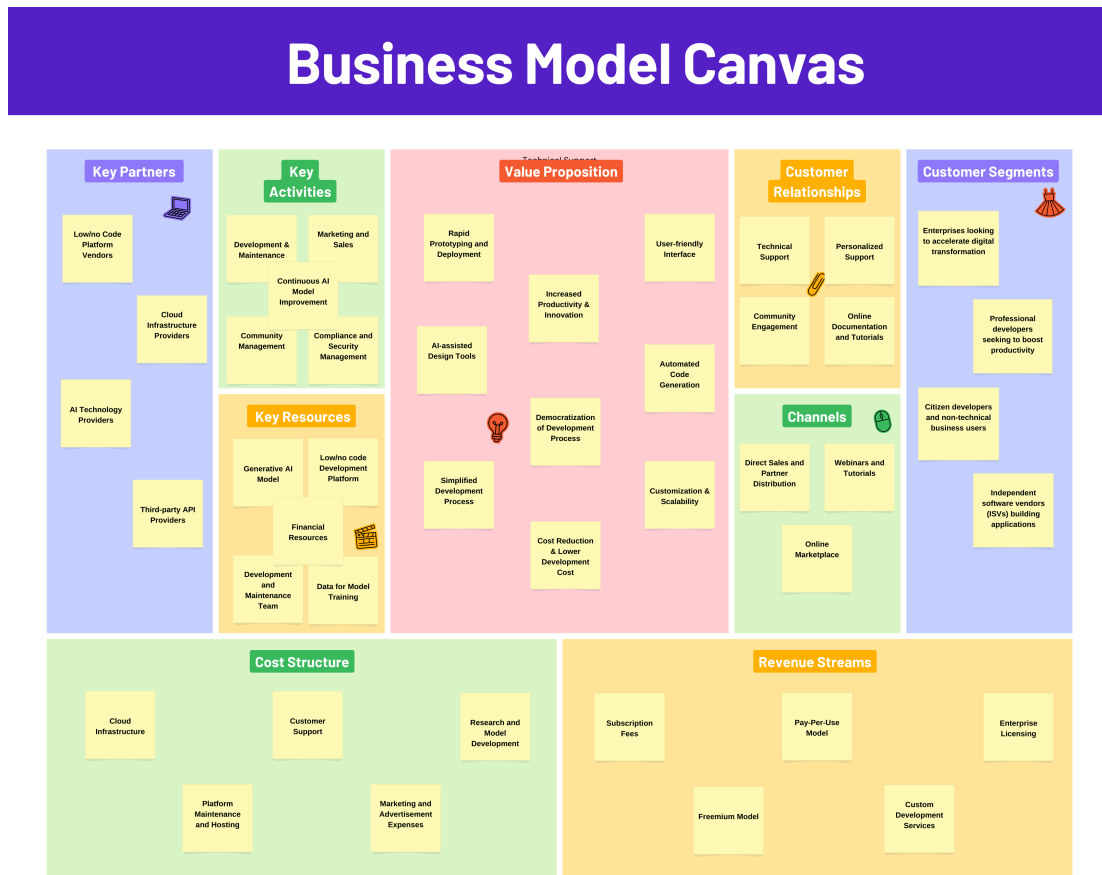 Business Model Canvas
Key Partners
Low/no Code
Platform
Vendors
Cloud
Infrastructure
Providers
AI Technology
Providers
Third-party API
Providers
Key
Activities
Development &
Maintenance
Marketing and
Sales
Continuous AI
Model
Improvement
Community
Management
Compliance and
Security
Management
Key Resources
Generative AI
Model
Low/no code
Development
Platform
Financial
Resources
Development
and
Maintenance
Team
Data for Model
Training
Technical Support
Value Proposition
Rapid
Prototyping and
Deployment
User-friendly
Interface
Increased
Productivity &
Innovation
AI-assisted
Design Tools
Automated
Code
Generation
Democratization
of Development
Process
Simplified
Development
Process
Customization &
Scalability
Cost Reduction
& Lower
Development
Cost
Customer
Relationships
Technical
Support
Personalized
Support
Community
Engagement
Online
Documentation
and Tutorials
Channels
Direct Sales and
Partner
Distribution
Webinars and
Tutorials
Online
Marketplace
Customer Segments
Enterprises looking
to accelerate digital
transformation
Professional
developers
seeking to boost
productivity
Citizen developers
and non-technical
business users
Independent
software vendors
(ISVs) building
applications
Cost Structure
Cloud
Infrastructure
Customer
Support
Research and
Model
Development
Platform
Maintenance
and Hosting
Marketing and
Advertisement
Expenses
Revenue Streams
Subscription
Fees
Pay-Per-Use
Model
Enterprise
Licensing
Freemium Model
Custom
Development
Services